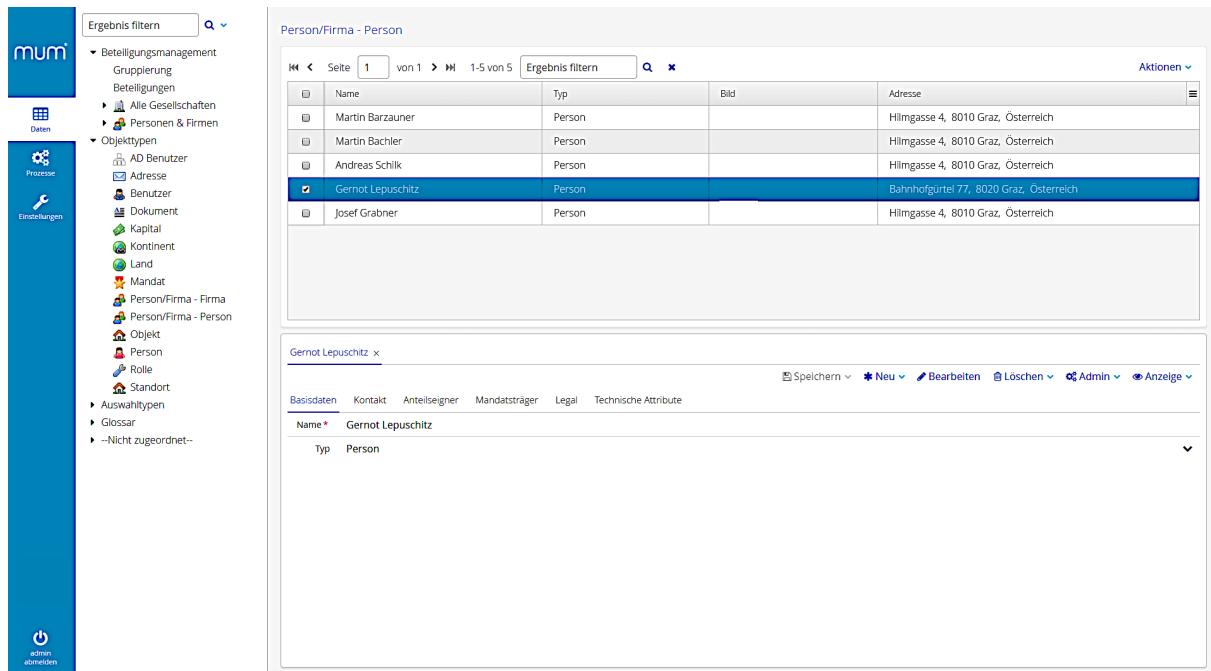 mum
Daten
Prozesse
Einstellungen
admin
abmelden
Ergebnis filtern
Beteiligungsmanagement
Gruppierung
Beteiligungen
Alle Gesellschaften
Personen & Firmen
Objekttypen
AD Benutzer
Adresse
Benutzer
Dokument
Kapital
Kontinent
Land
Mandat
Person/Firma - Firma
Person/Firma - Person
Objekt
Person
Rolle
Standort
Auswahltypen
Glossar
--Nicht zugeordnet--
Person/Firma - Person
Seite 1 von 1 1-5 von 5 Ergebnis filtern Aktionen
Name Typ Bild Adresse
Martin Barzauner Person Hilmgasse 4, 8010 Graz, Österreich
Martin Bachler Person Hilmgasse 4, 8010 Graz, Österreich
Andreas Schilk Person Hilmgasse 4, 8010 Graz, Österreich
Gernot Lepuschitz Person Bahnhofgürtel 77, 8020 Graz, Österreich
Josef Grabner Person Hilmgasse 4, 8010 Graz, Österreich
Gernot Lepuschitz ×
Speichern Neu Bearbeiten Löschen Admin Anzeige
Basisdaten Kontakt Anteilseigner Mandatsträger Legal Technische Attribute
Name * Gernot Lepuschitz
Typ Person